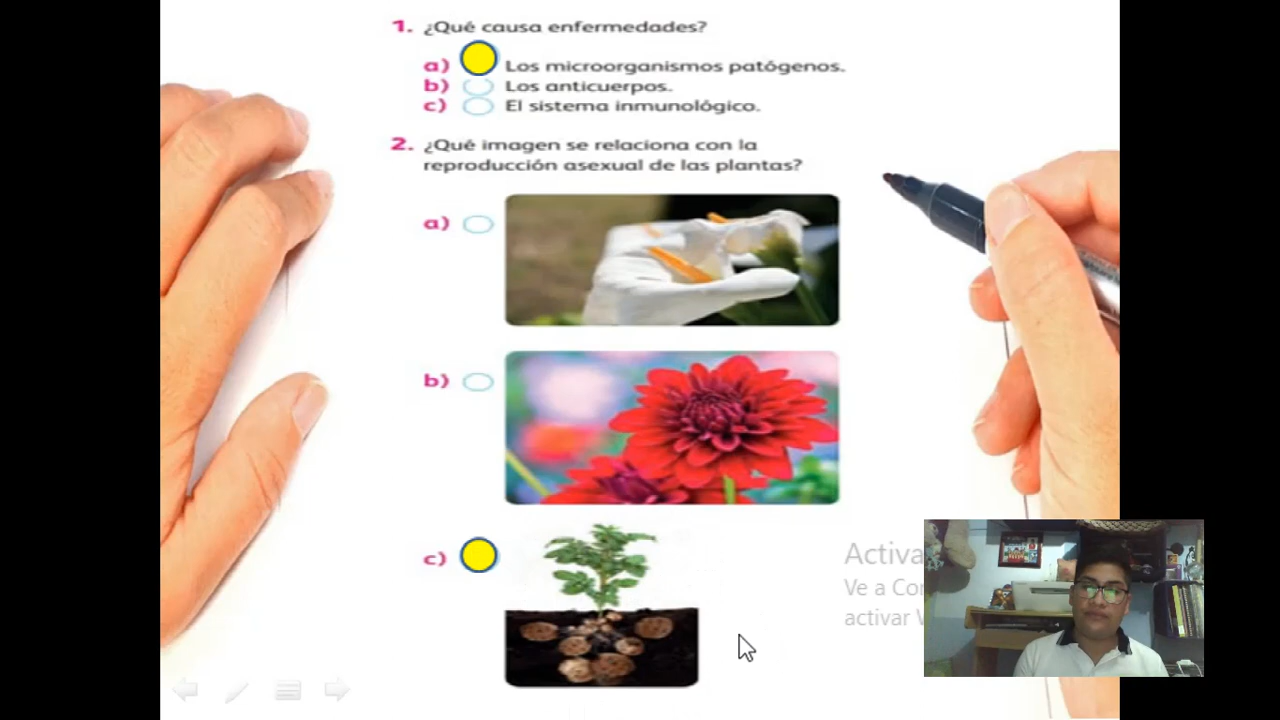 1. ¿Qué causa enfermedades?
a) Los microorganismos patógenos.
b) Los anticuerpos.
c) El sistema inmunológico.
2. ¿Qué imagen se relaciona con la
reproducción asexual de las plantas?
a)
b)
c)
Activa
Ve a Co
activar